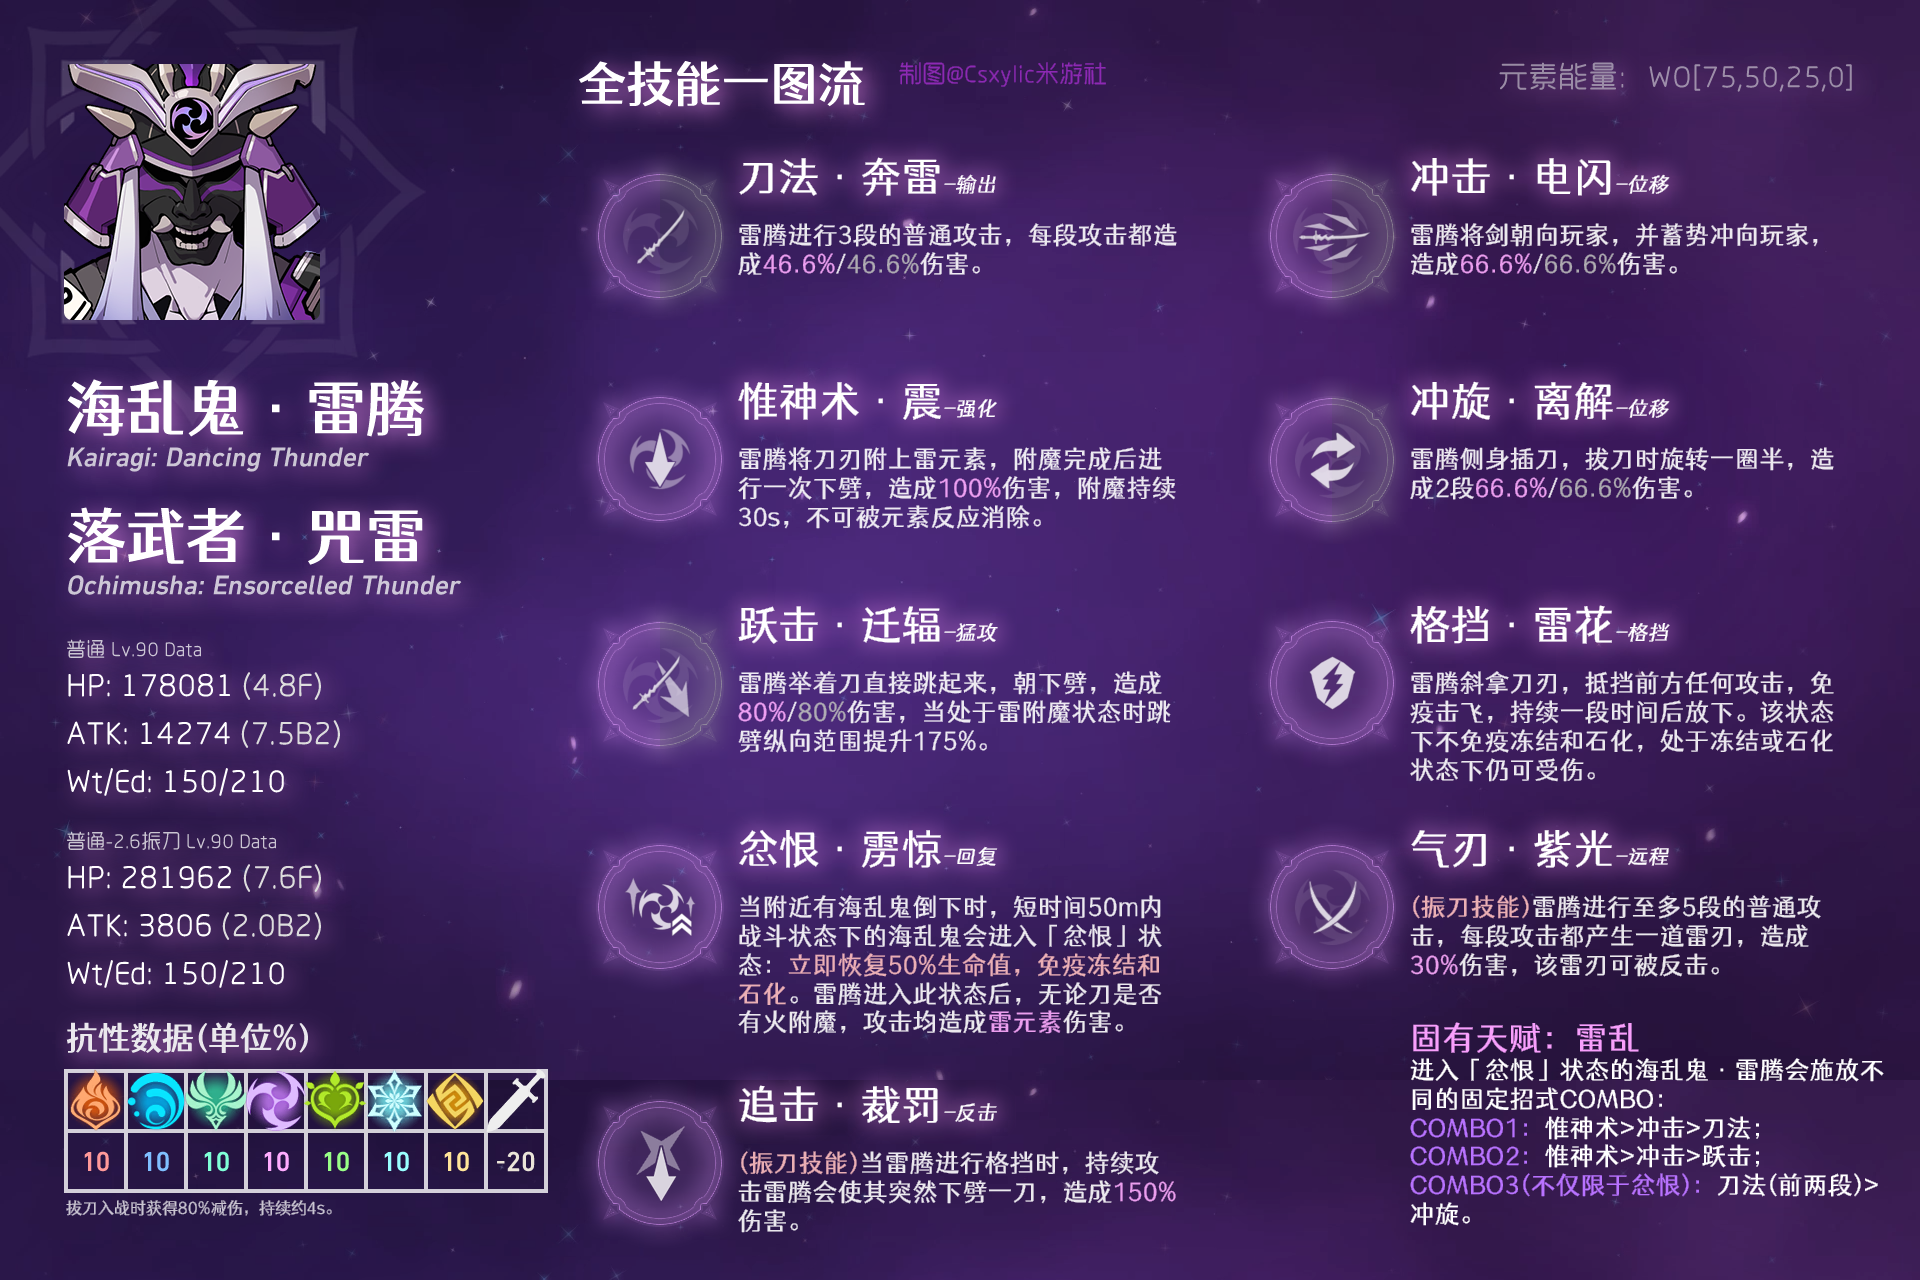 全技能一图流
制图@Csxylic米游社
元素能量： W0[75,50,25,0]
海乱鬼 · 雷腾
Kairagi: Dancing Thunder
落武者 · 咒雷
Ochimusha: Ensorcelled Thunder
普通 Lv.90 Data
HP: 178081 (4.8F)
ATK: 14274 (7.5B2)
Wt/Ed: 150/210
普通-2.6振刀 Lv.90 Data
HP: 281962 (7.6F)
ATK: 3806 (2.0B2)
Wt/Ed: 150/210
抗性数据(单位%)
10 10 10 10 10 10 10 -20
拔刀入战时获得80%减伤，持续约4s。
刀法 · 奔雷-输出
雷腾进行3段的普通攻击，每段攻击都造
成46.6%/46.6%伤害。
惟神术 · 震-强化
雷腾将刀刃附上雷元素，附魔完成后进
行一次下劈，造成100%伤害，附魔持续
30s，不可被元素反应消除。
跃击 · 迁辐-猛攻
雷腾举着刀直接跳起来，朝下劈，造成
80%/80%伤害，当处于雷附魔状态时跳
劈纵向范围提升175%。
忿恨 · 雳惊-回复
当附近有海乱鬼倒下时，短时间50m内
战斗状态下的海乱鬼会进入「忿恨」状
态：立即恢复50%生命值，免疫冻结和
石化。雷腾进入此状态后，无论刀是否
有火附魔，攻击均造成雷元素伤害。
追击 · 裁罚-反击
(振刀技能)当雷腾进行格挡时，持续攻
击雷腾会使其突然下劈一刀，造成150%
伤害。
冲击 · 电闪-位移
雷腾将剑朝向玩家，并蓄势冲向玩家，
造成66.6%/66.6%伤害。
冲旋 · 离解-位移
雷腾侧身插刀，拔刀时旋转一圈半，造
成2段66.6%/66.6%伤害。
格挡 · 雷花-格挡
雷腾斜拿刀刃，抵挡前方任何攻击，免
疫击飞，持续一段时间后放下。该状态
下不免疫冻结和石化，处于冻结或石化
状态下仍可受伤。
气刃 · 紫光-远程
(振刀技能)雷腾进行至多5段的普通攻
击，每段攻击都产生一道雷刃，造成
30%伤害，该雷刃可被反击。
固有天赋：雷乱
进入「忿恨」状态的海乱鬼 · 雷腾会施放不
同的固定招式COMBO：
COMBO1：惟神术>冲击>刀法；
COMBO2：惟神术>冲击>跃击；
COMBO3(不仅限于忿恨)：刀法(前两段)>
冲旋。